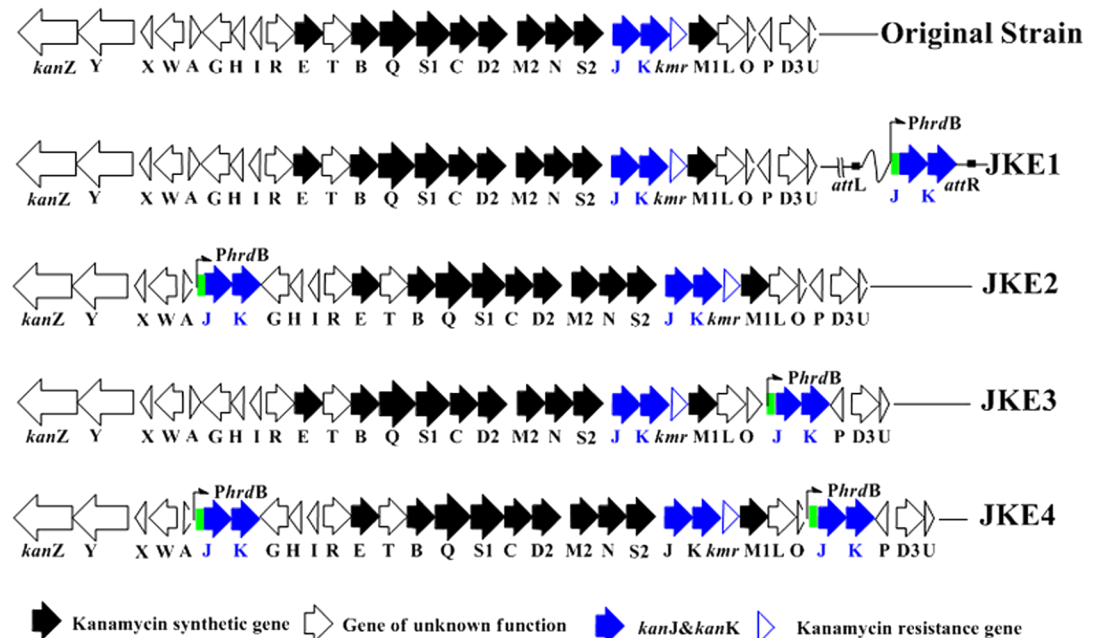 Original Strain
kanZ Y X W A G H I R E T B Q S1 C D2 M2 N S2 J K kmr M1 L O P D3 U
PhrdB
JKE1
attL attR
kanZ Y X W A G H I R E T B Q S1 C D2 M2 N S2 J K kmr M1 L O P D3 U J K
PhrdB
JKE2
kanZ Y X W A J K G H I R E T B Q S1 C D2 M2 N S2 J K kmr M1 L O P D3 U
PhrdB
JKE3
kanZ Y X W A G H I R E T B Q S1 C D2 M2 N S2 J K kmr M1 L O J K P D3 U
PhrdB PhrdB
JKE4
kanZ Y X W A J K G H I R E T B Q S1 C D2 M2 N S2 J K kmr M1 L O J K P D3 U
Kanamycin synthetic gene Gene of unknown function kanJ&kanK Kanamycin resistance gene